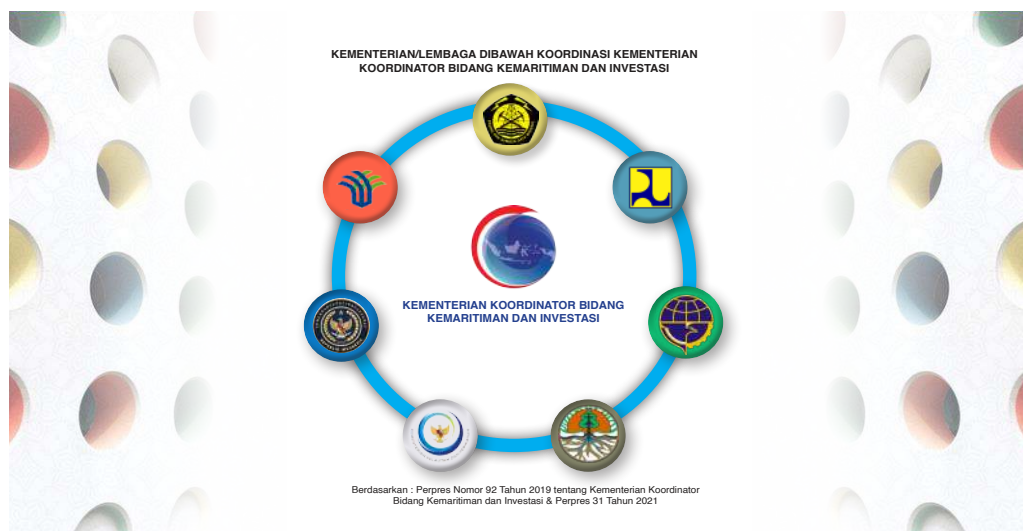 KEMENTERIAN/LEMBAGA DIBAWAH KOORDINASI KEMENTERIAN
KOORDINATOR BIDANG KEMARITIMAN DAN INVESTASI
KEMENTERIAN KOORDINATOR BIDANG
KEMARITIMAN DAN INVESTASI
Berdasarkan : Perpres Nomor 92 Tahun 2019 tentang Kementerian Koordinator
Bidang Kemaritiman dan Investasi & Perpres 31 Tahun 2021